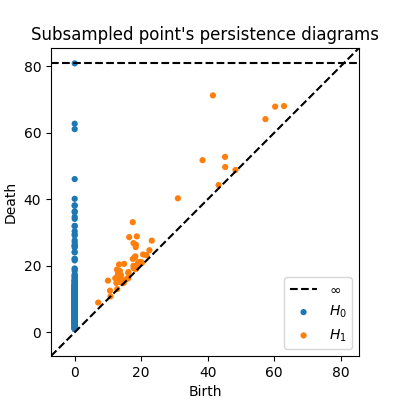 Subsampled point's persistence diagrams
Death
80
60
40
20
0
∞
H₀
H₁
0 20 40 60 80
Birth